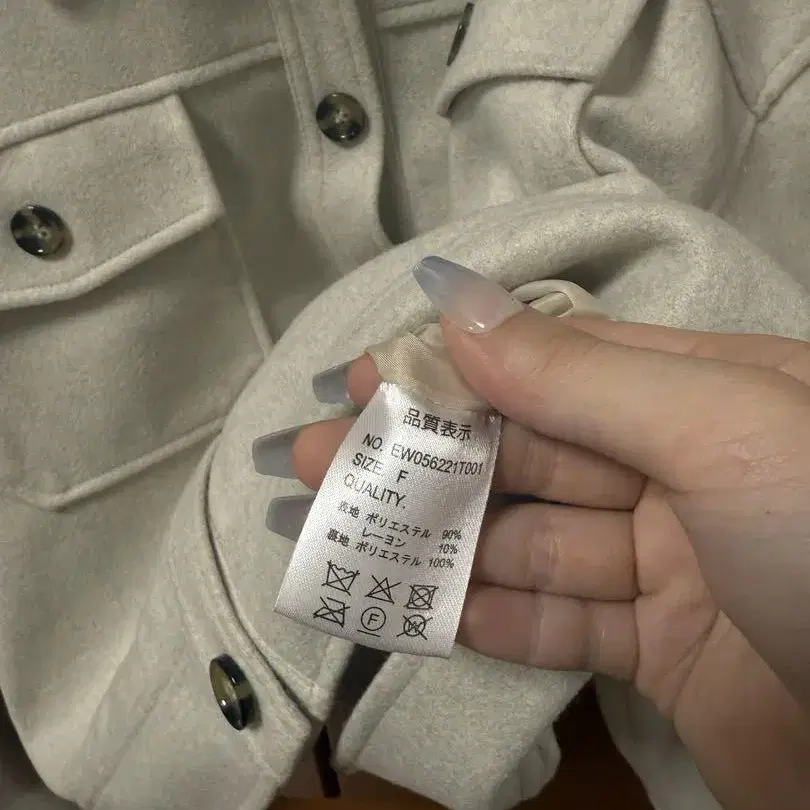 品質表示
NO. EW056221T001
SIZE. F
QUALITY.
表地 ポリエステル 90%
レーヨン 10%
裏地 ポリエステル 100%
F
W